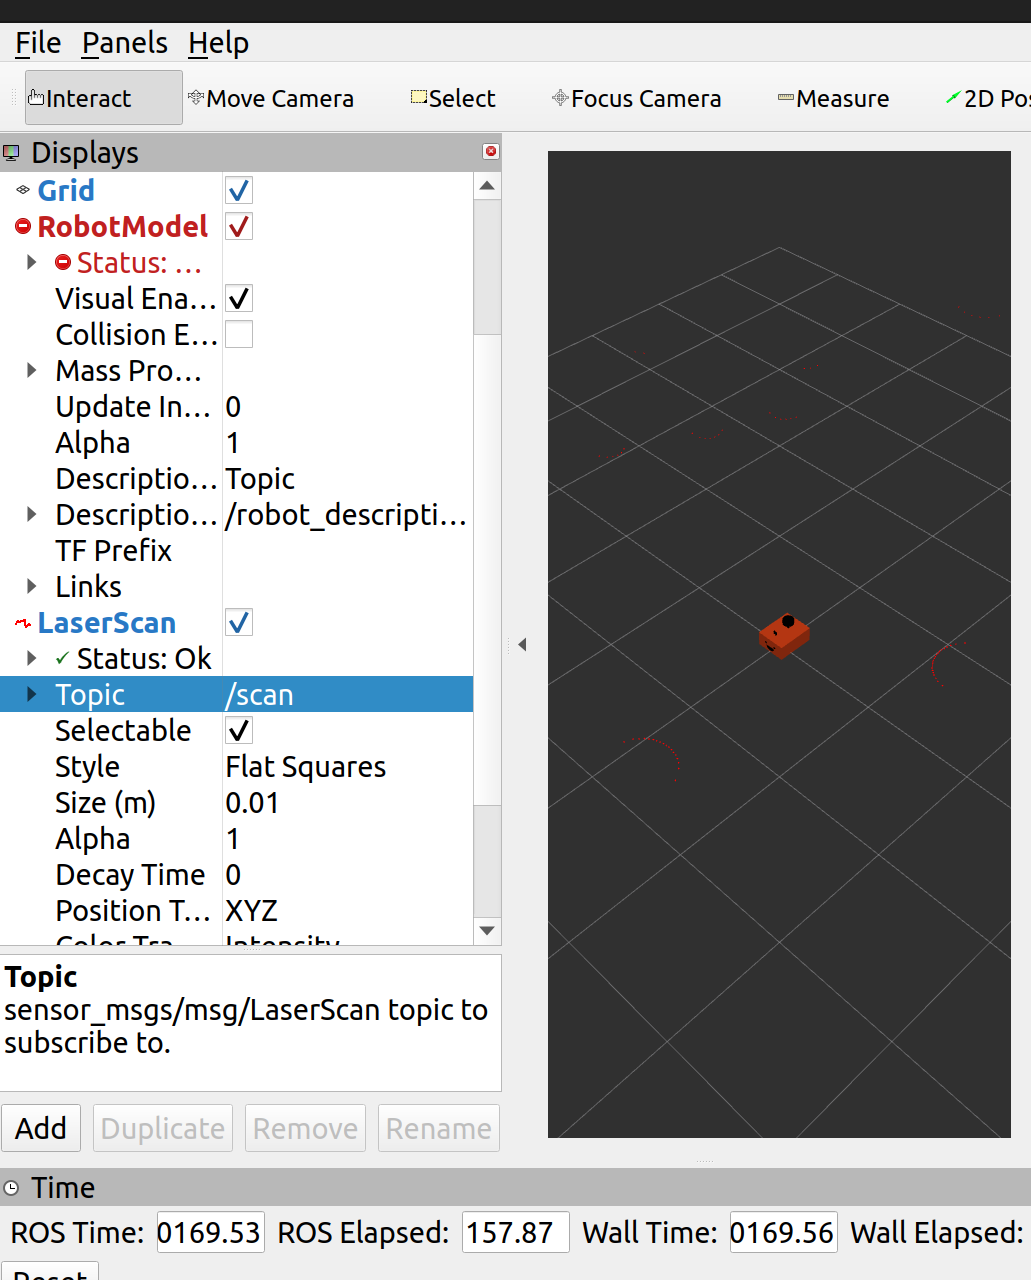 File Panels Help
Interact Move Camera Select Focus Camera Measure 2D Pos
Displays
Grid
RobotModel
Status: ...
Visual Ena...
Collision E...
Mass Pro...
Update In... 0
Alpha 1
Descriptio... Topic
Descriptio... /robot_descripti...
TF Prefix
Links
LaserScan
Status: Ok
Topic /scan
Selectable
Style Flat Squares
Size (m) 0.01
Alpha 1
Decay Time 0
Position T... XYZ
Color Tra... Intensity
Topic
sensor_msgs/msg/LaserScan topic to
subscribe to.
Add Duplicate Remove Rename
Time
ROS Time: 0169.53 ROS Elapsed: 157.87 Wall Time: 0169.56 Wall Elapsed:
Reset